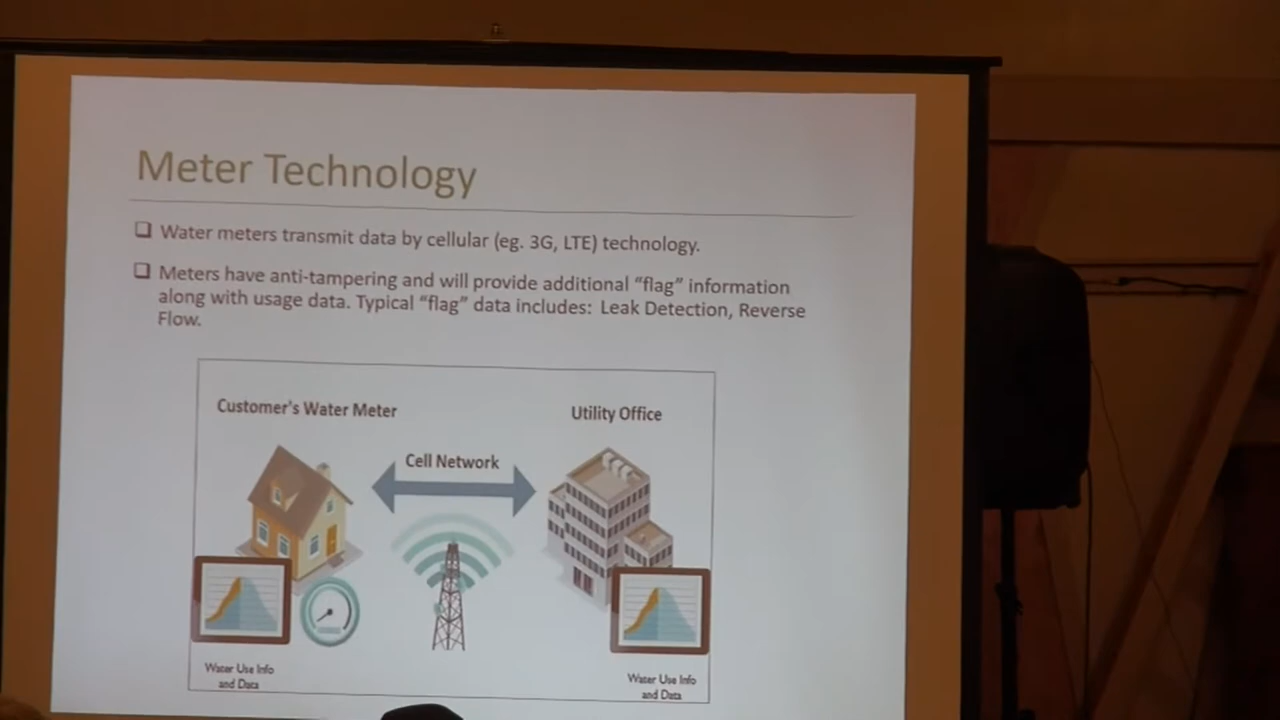 Meter Technology
Water meters transmit data by cellular (eg. 3G, LTE) technology.
Meters have anti-tampering and will provide additional “flag” information
along with usage data. Typical “flag” data includes: Leak Detection, Reverse
Flow.
Customer's Water Meter
Utility Office
Cell Network
Water Use Info
and Data
Water Use Info
and Data